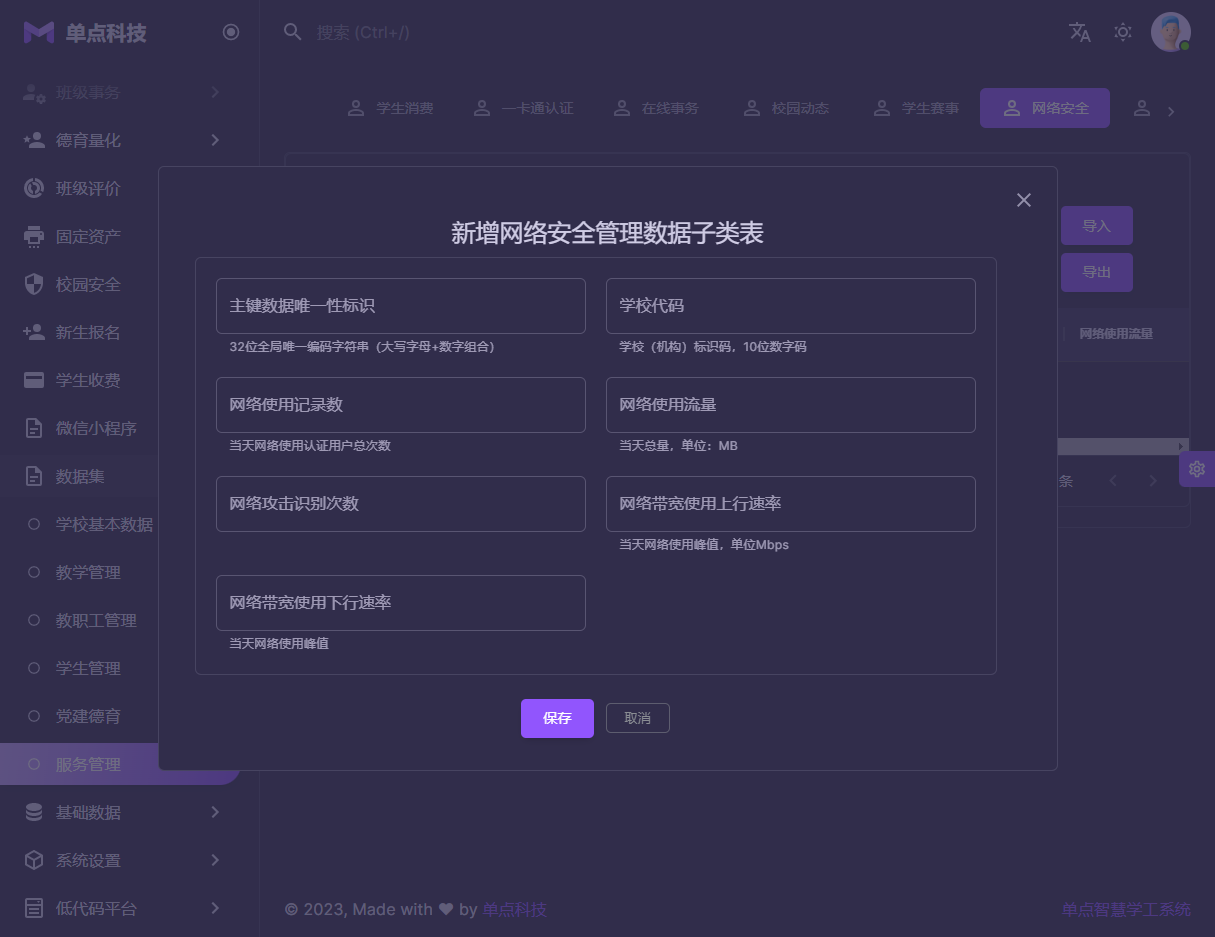 单点科技
搜索 (Ctrl+/)
班级事务
德育量化
班级评价
固定资产
校园安全
新生报名
学生收费
微信小程序
数据集
学校基本数据
教学管理
教职工管理
学生管理
党建德育
服务管理
基础数据
系统设置
低代码平台
学生消费
一卡通认证
在线事务
校园动态
学生赛事
网络安全
导入
导出
网络使用流量
条
新增网络安全管理数据子类表
主键数据唯一性标识
学校代码
32位全局唯一编码字符串（大写字母+数字组合）
学校（机构）标识码，10位数字码
网络使用记录数
网络使用流量
当天网络使用认证用户总次数
当天总量，单位：MB
网络攻击识别次数
网络带宽使用上行速率
当天网络使用峰值，单位Mbps
网络带宽使用下行速率
当天网络使用峰值
保存
取消
© 2023, Made with ❤ by 单点科技
单点智慧学工系统